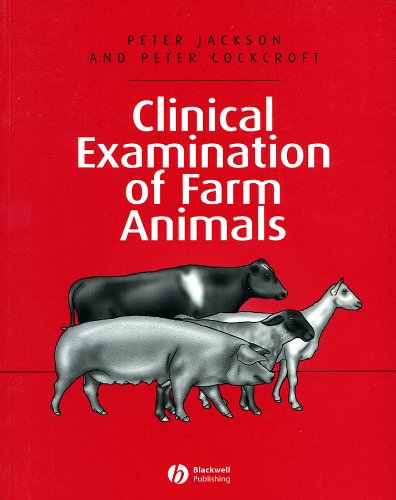 PETER JACKSON
AND PETER COCKCROFT
Clinical
Examination
of Farm
Animals
b
Blackwell
Publishing